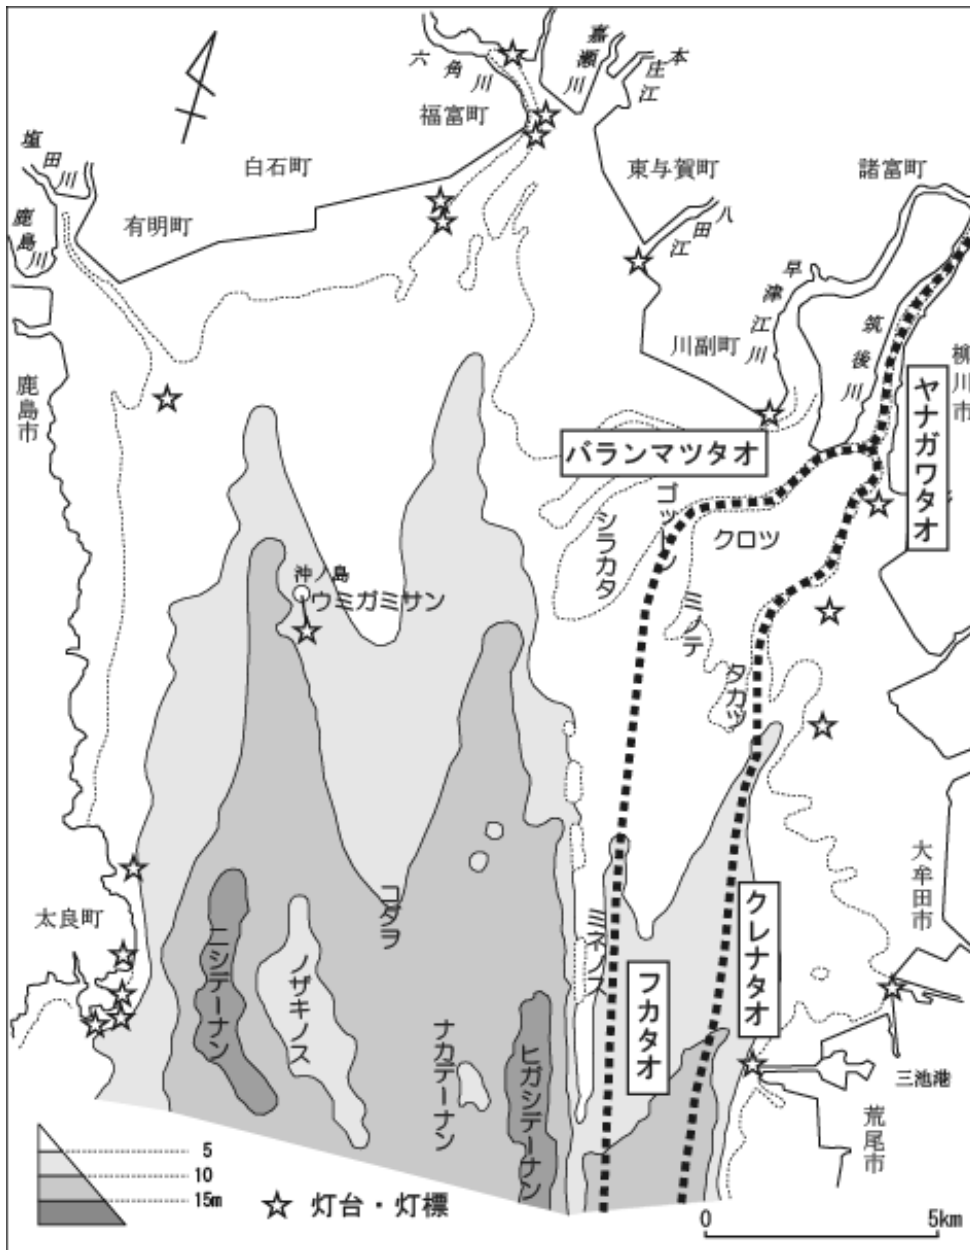 六角川
嘉瀬川
本庄江
福富町
塩田川
白石町
東与賀町
諸富町
有明町
鹿島川
八田江
早津江川
筑後川
川副町
柳川市
鹿島市
ヤナガワタオ
バランマツタオ
ゴットン
シラカタ
クロツ
沖ノ島
ウミガミサン
ミノテ
タカツ
大牟田市
太良町
コダヲ
クレナタオ
ミネノス
ニシテーナン
ノザキノス
フカタオ
ナカテーナン
ヒガシテーナン
三池港
荒尾市
5
10
15m
灯台・灯標
0 5km